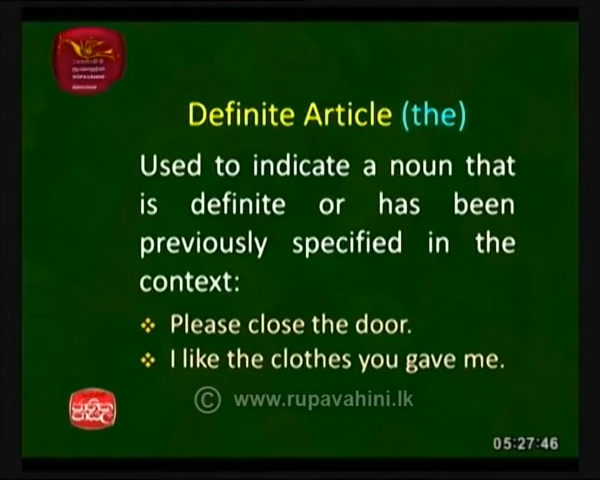 Definite Article (the)
Used to indicate a noun that
is definite or has been
previously specified in the
context:
❖ Please close the door.
❖ I like the clothes you gave me.
© www.rupavahini.lk
05:27:46